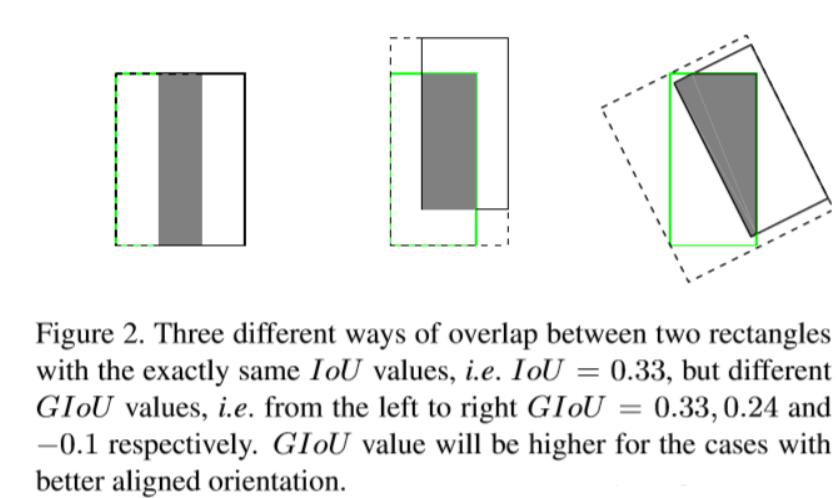 Figure 2. Three different ways of overlap between two rectangles
with the exactly same IoU values, i.e. IoU = 0.33, but different
GIoU values, i.e. from the left to right GIoU = 0.33, 0.24 and
−0.1 respectively. GIoU value will be higher for the cases with
better aligned orientation.